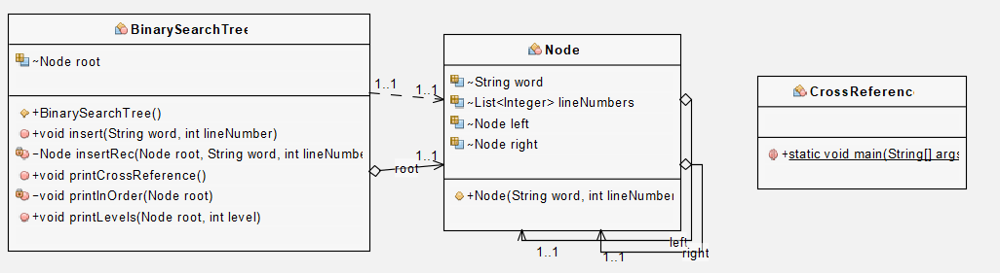 BinarySearchTree
~Node root
+BinarySearchTree()
+void insert(String word, int lineNumber)
-Node insertRec(Node root, String word, int lineNumbe
+void printCrossReference()
-void printInOrder(Node root)
+void printLevels(Node root, int level)
1..1
1..1
1..1
root
Node
~String word
~List<Integer> lineNumbers
~Node left
~Node right
+Node(String word, int lineNumber
left
right
1..1
1..1
CrossReference
+static void main(String[] args